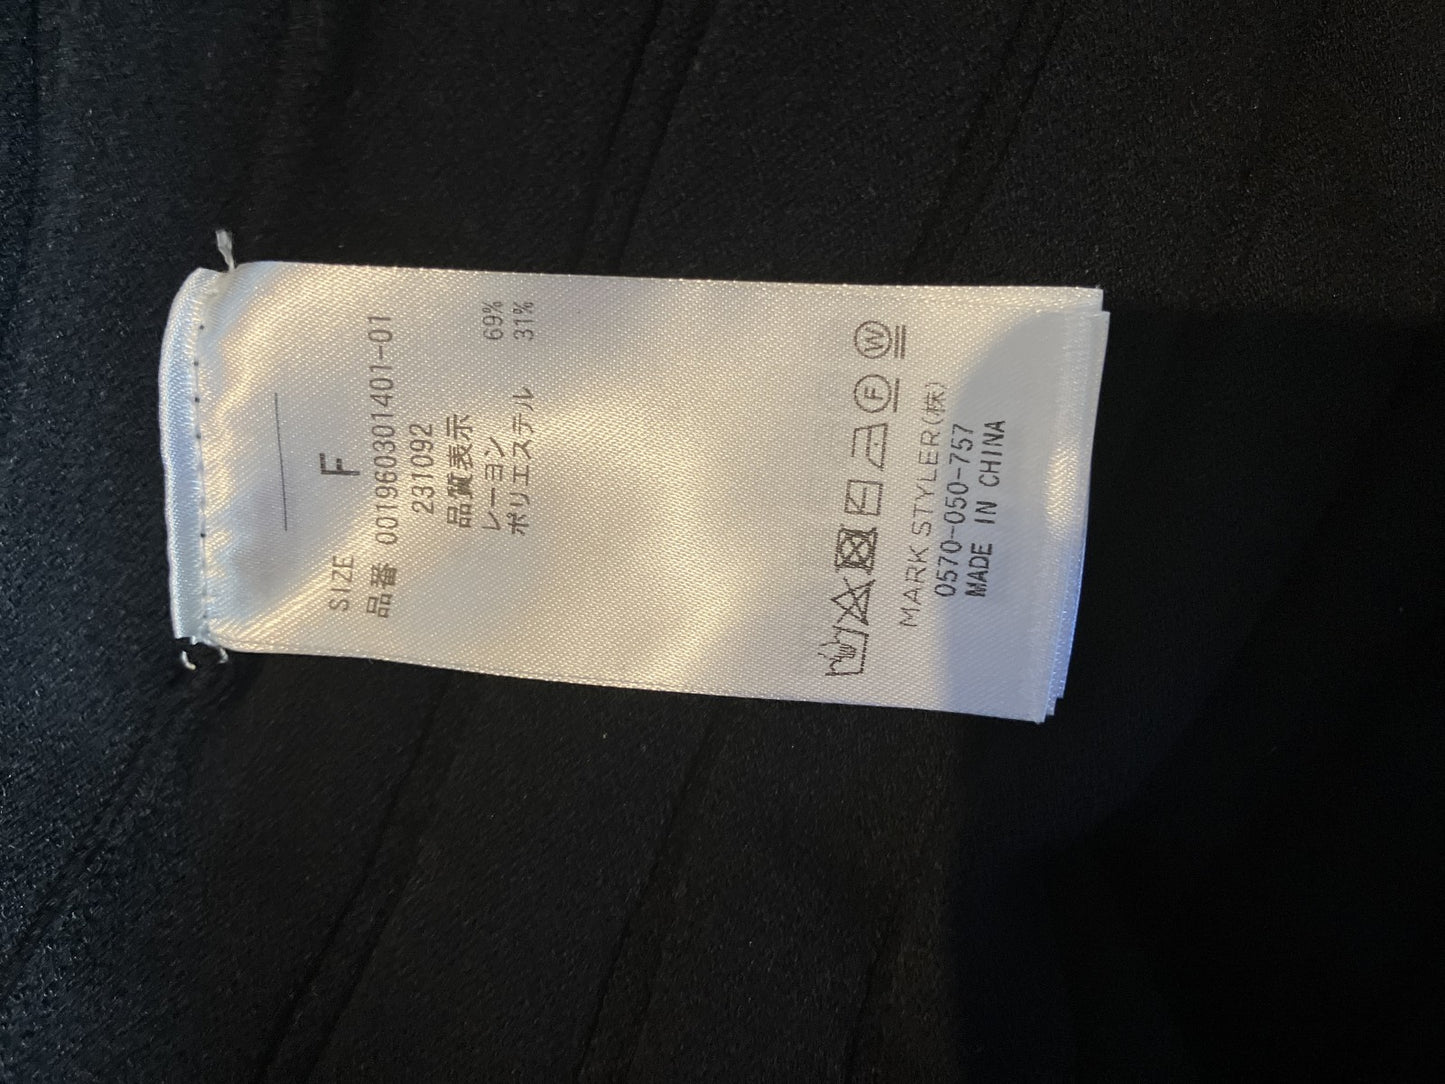 SIZE F
品番 001960301401-01
231092
品質表示
レーヨン 69%
ポリエステル 31%
F W
MARK STYLER(株)
0570-050-757
MADE IN CHINA